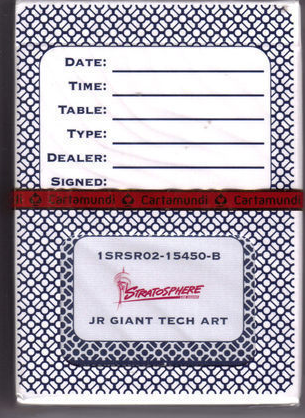 DATE:
TIME:
TABLE:
TYPE:
DEALER:
SIGNED:
Cartamundi Cartamundi Cartamundi
1SRSR02-15450-B
STRATOSPHERE
JR GIANT TECH ART